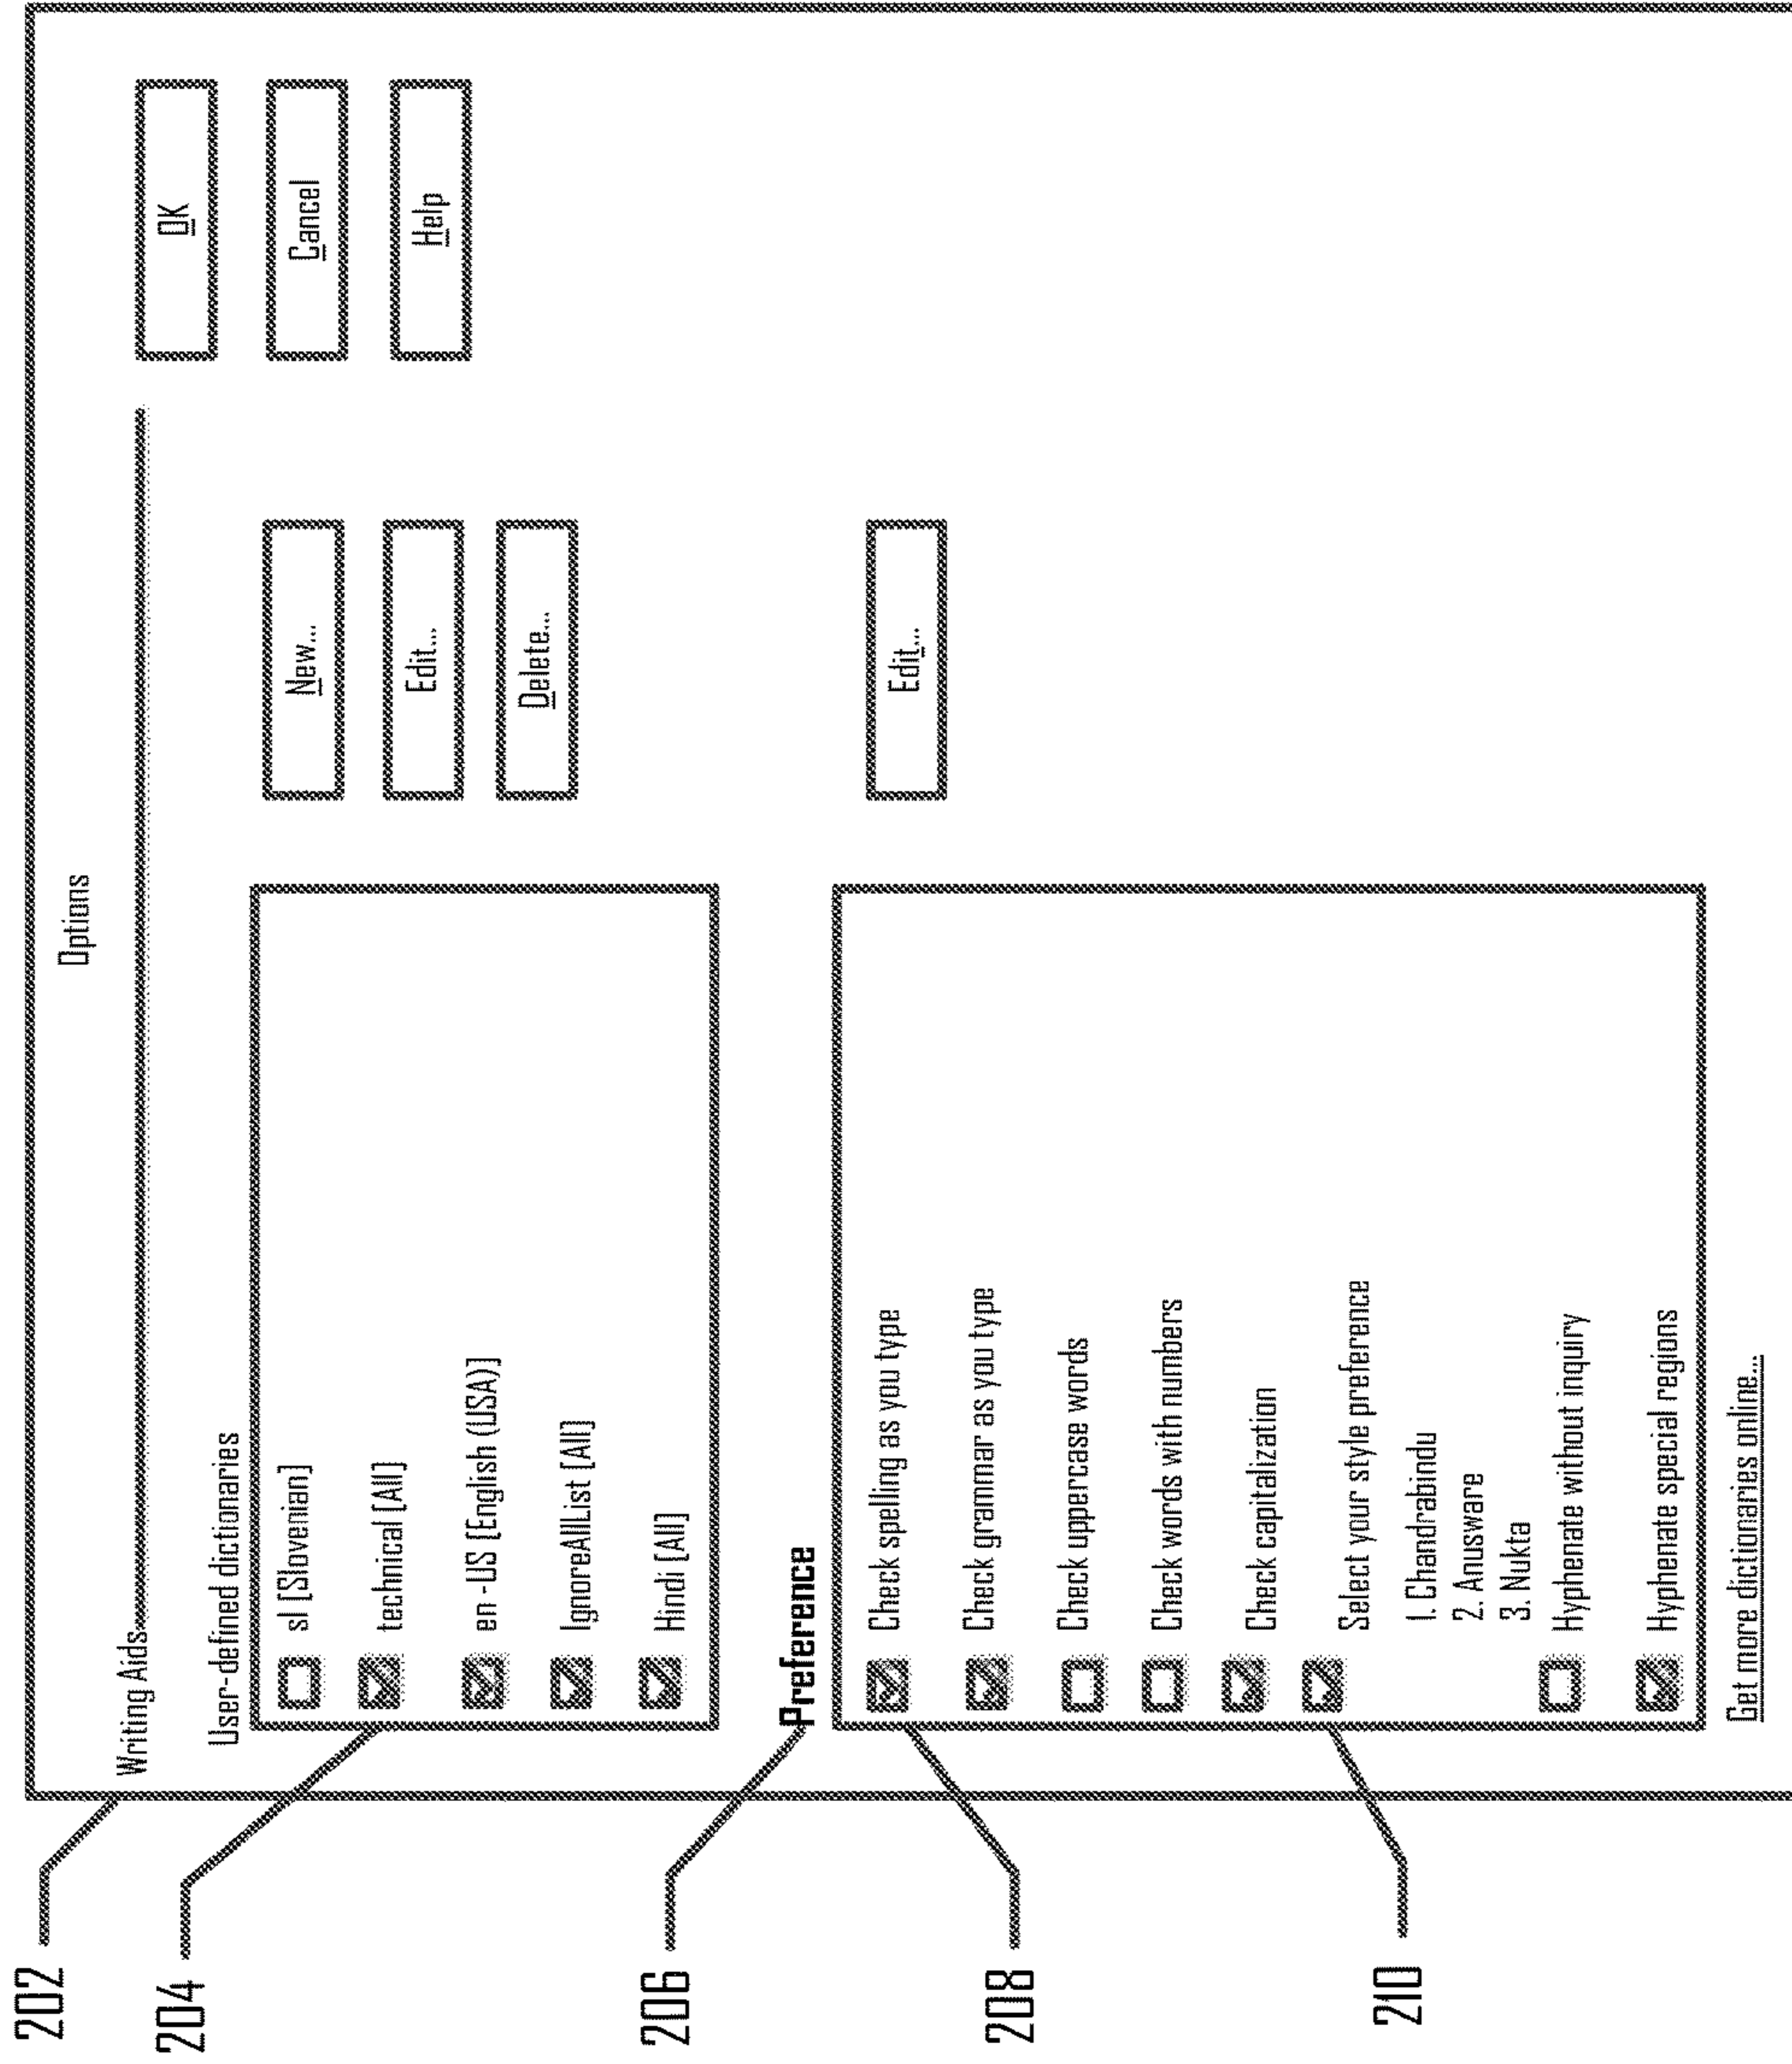 202
Options
Writing Aids
OK
204
User-defined dictionaries
sl [Slovenian]
New...
Cancel
technical [All]
Edit...
Help
en -US [English (USA)]
Delete...
IgnoreAllList [All]
Hindi [All]
206
Preference
208
Check spelling as you type
Edit...
Check grammar as you type
Check uppercase words
Check words with numbers
Check capitalization
210
Select your style preference
1. Chandrabindu
2. Anusware
3. Nukta
Hyphenate without inquiry
Hyphenate special regions
Get more dictionaries online...